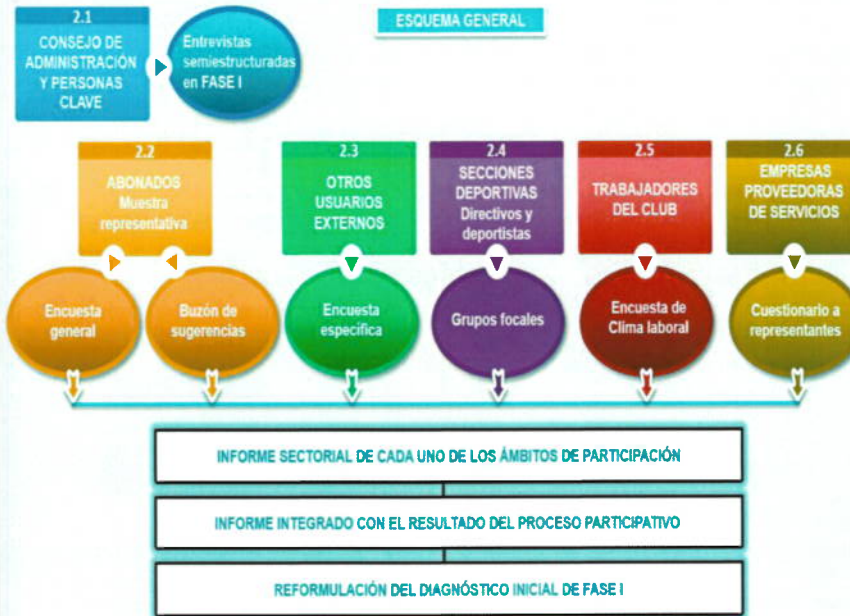 ESQUEMA GENERAL
2.1
CONSEJO DE
ADMINISTRACIÓN
Y PERSONAS
CLAVE
Entrevistas
semiestructuradas
en FASE I
2.2
ABONADOS
Muestra
representativa
2.3
OTROS
USUARIOS
EXTERNOS
2.4
SECCIONES
DEPORTIVAS
Directivos y
deportistas
2.5
TRABAJADORES
DEL CLUB
2.6
EMPRESAS
PROVEEDORAS
DE SERVICIOS
Encuesta
general
Buzón de
sugerencias
Encuesta
específica
Grupos focales
Encuesta de
Clima laboral
Cuestionario a
representantes
INFORME SECTORIAL DE CADA UNO DE LOS ÁMBITOS DE PARTICIPACIÓN
INFORME INTEGRADO CON EL RESULTADO DEL PROCESO PARTICIPATIVO
REFORMULACIÓN DEL DIAGNÓSTICO INICIAL DE FASE I